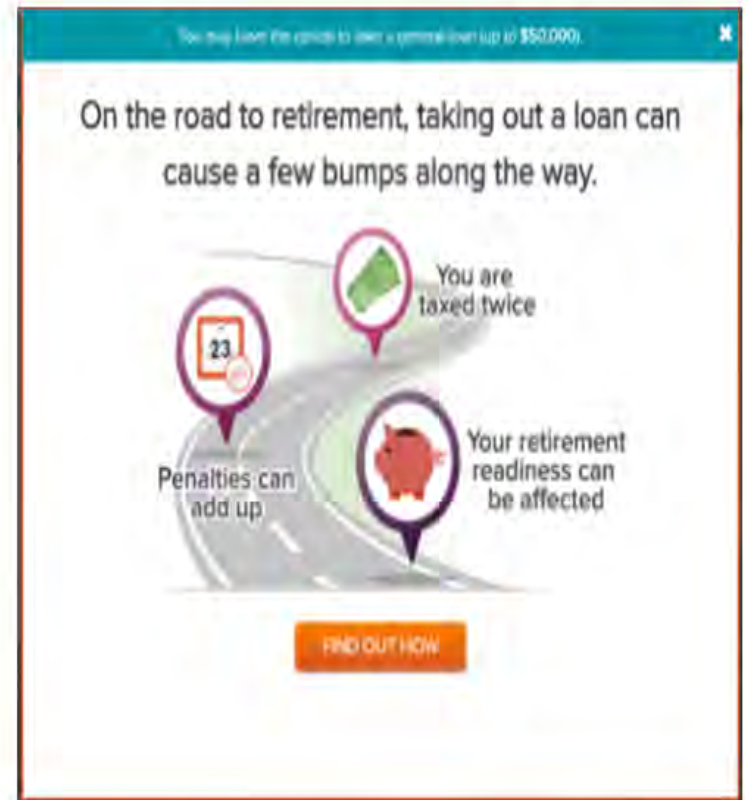 You may have the option to take a general loan (up to $50,000).
On the road to retirement, taking out a loan can
cause a few bumps along the way.
You are
taxed twice
23
Penalties can
add up
Your retirement
readiness can
be affected
FIND OUT HOW